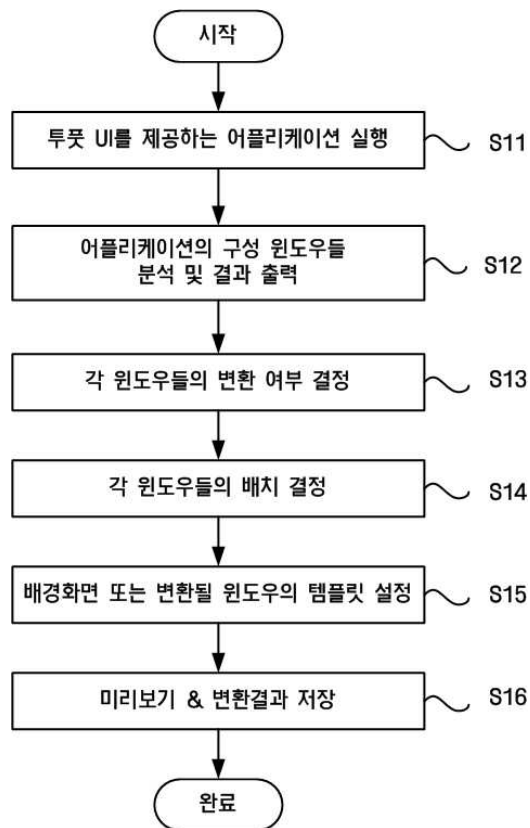 시작
투풋 UI를 제공하는 어플리케이션 실행
S11
어플리케이션의 구성 윈도우들
분석 및 결과 출력
S12
각 윈도우들의 변환 여부 결정
S13
각 윈도우들의 배치 결정
S14
배경화면 또는 변환될 윈도우의 템플릿 설정
S15
미리보기 & 변환결과 저장
S16
완료